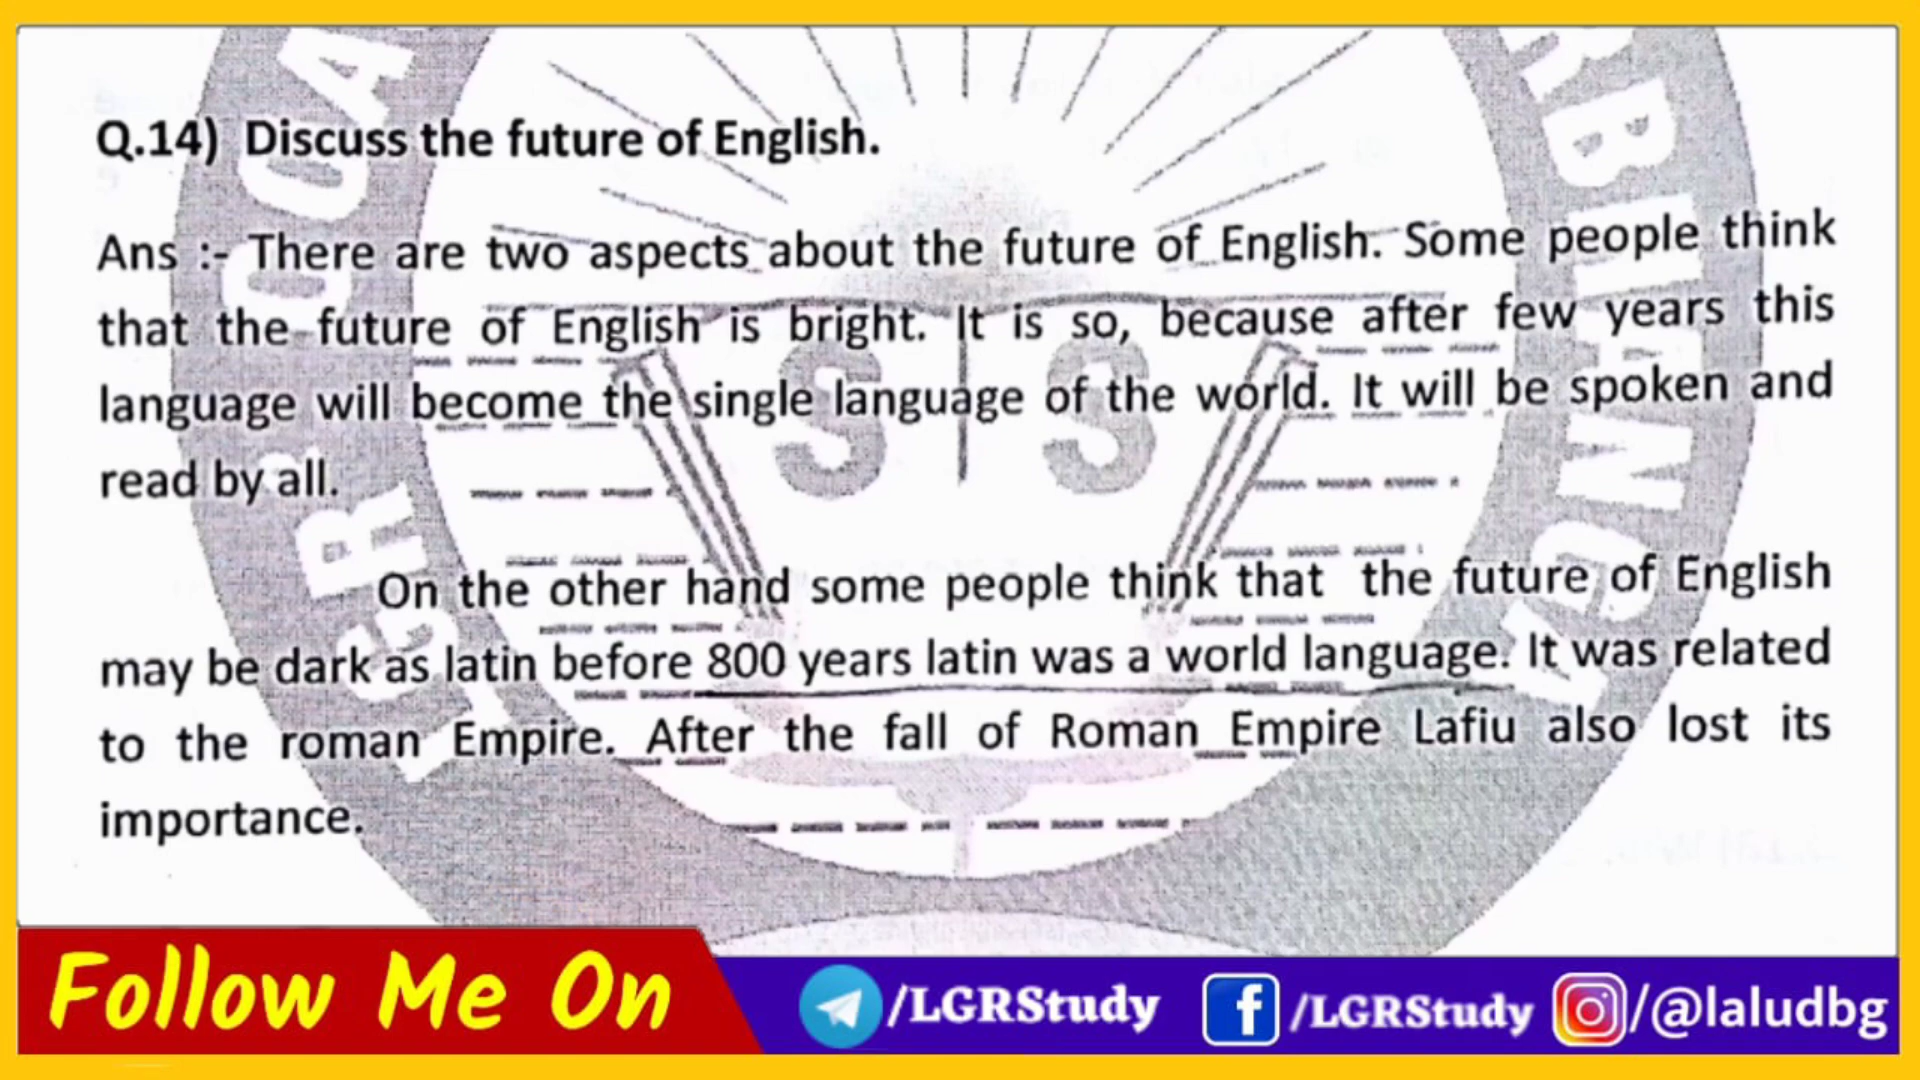 Q.14) Discuss the future of English.
Ans :- There are two aspects about the future of English. Some people think
that the future of English is bright. It is so, because after few years this
language will become the single language of the world. It will be spoken and
read by all.
On the other hand some people think that the future of English
may be dark as latin before 800 years latin was a world language. It was related
to the roman Empire. After the fall of Roman Empire Lafiu also lost its
importance.
Follow Me On
/LGRStudy
/LGRStudy
/@laludbg